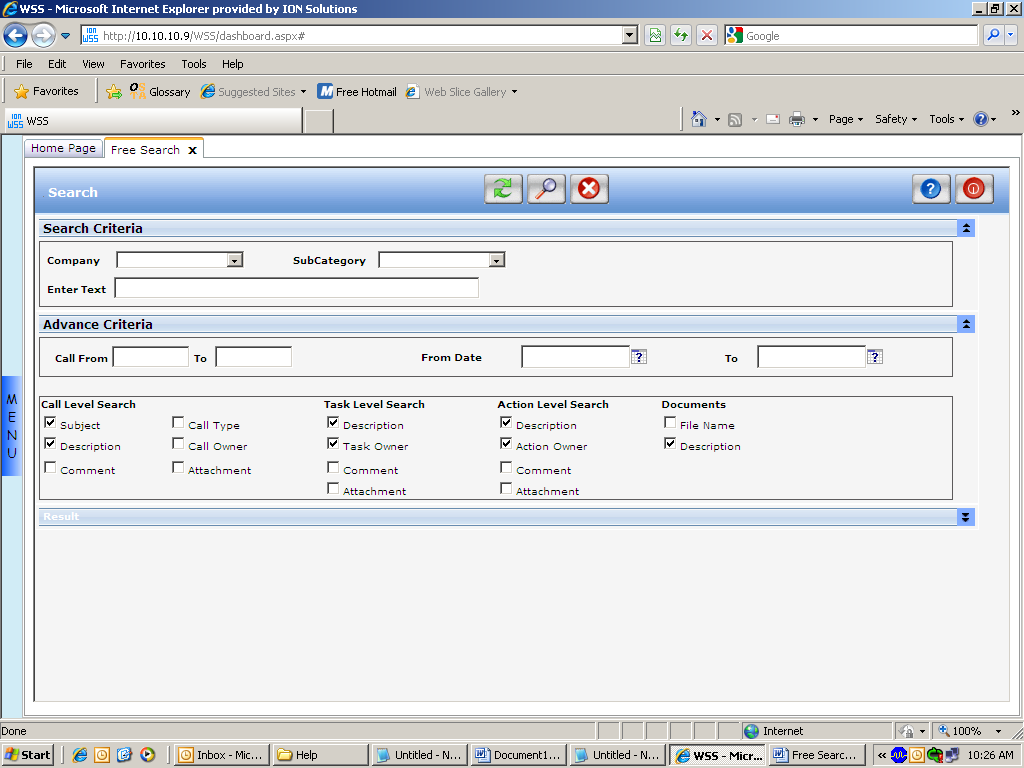 WSS - Microsoft Internet Explorer provided by ION Solutions
ION WSS http://10.10.10.9/WSS/dashboard.aspx# Google
File Edit View Favorites Tools Help
Favorites Glossary Suggested Sites Free Hotmail Web Slice Gallery
ION WSS WSS Page Safety Tools »
Home Page Free Search x
Search
Search Criteria
Company SubCategory
Enter Text
Advance Criteria
Call From To From Date ? To ?
Call Level Search Task Level Search Action Level Search Documents
Subject Call Type Description Description File Name
Description Call Owner Task Owner Action Owner Description
Comment Attachment Comment Comment
Attachment Attachment
Result
MENU
Done Internet 100%
Start Inbox - Mic... Help Untitled - N... Document1... Untitled - N... WSS - Micr... Free Searc... « 10:26 AM